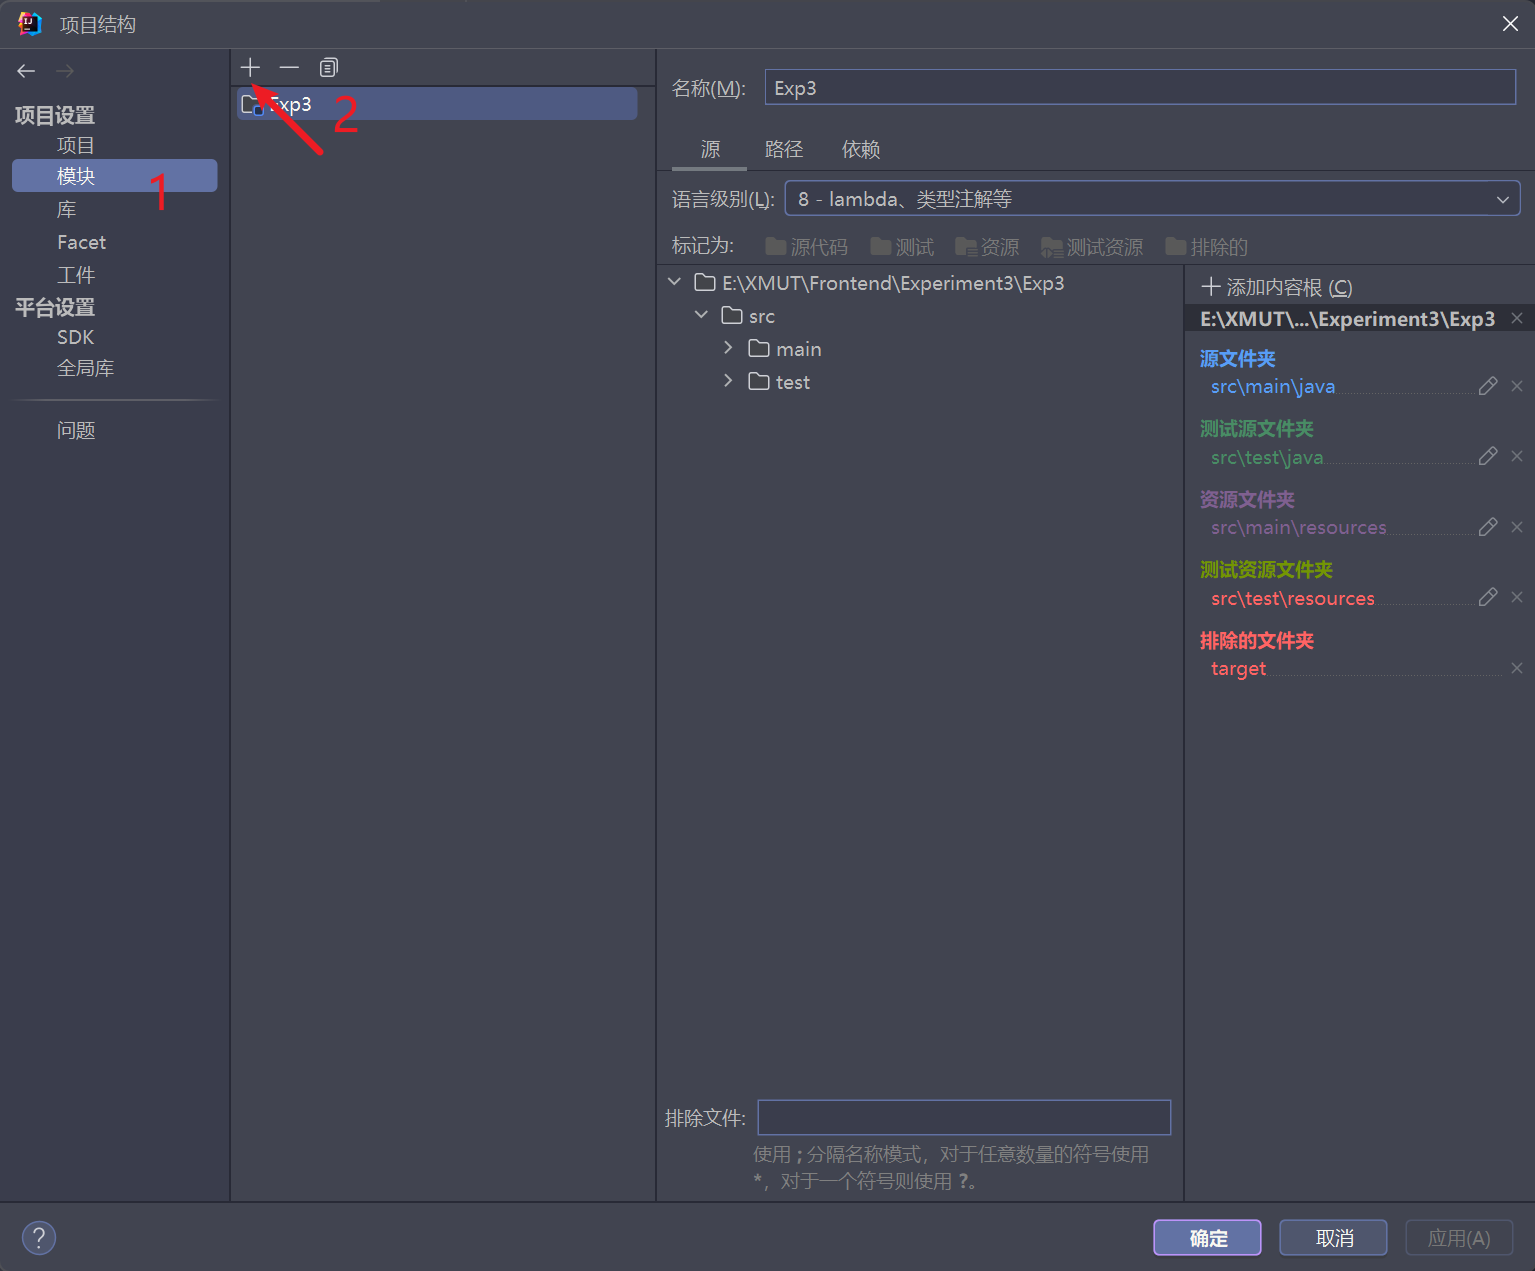 项目结构
项目设置
项目
模块
1
库
Facet
工件
平台设置
SDK
全局库
问题
Exp3
2
名称(M):
Exp3
源
路径
依赖
语言级别(L):
8 - lambda、类型注解等
标记为:
源代码
测试
资源
测试资源
排除的
E:\XMUT\Frontend\Experiment3\Exp3
src
main
test
添加内容根 (C)
E:\XMUT\...\Experiment3\Exp3
源文件夹
src\main\java
测试源文件夹
src\test\java
资源文件夹
src\main\resources
测试资源文件夹
src\test\resources
排除的文件夹
target
排除文件:
使用 ; 分隔名称模式，对于任意数量的符号使用
*，对于一个符号则使用 ?。
?
确定
取消
应用(A)